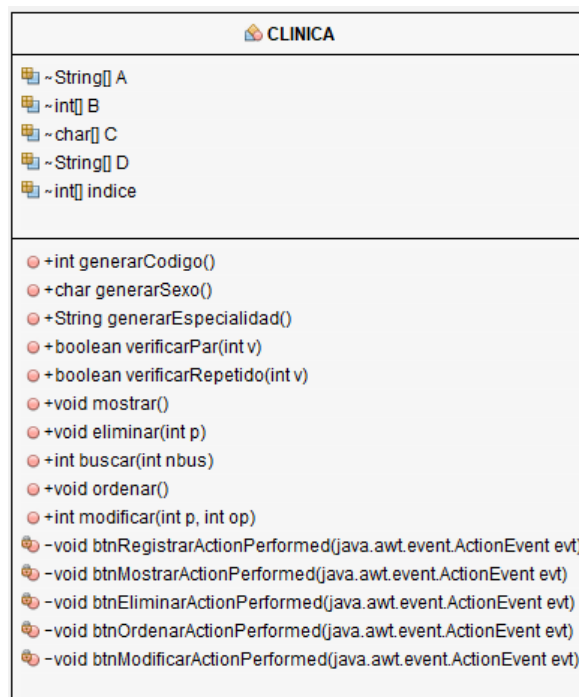 CLINICA
~String[] A
~int[] B
~char[] C
~String[] D
~int[] indice
+int generarCodigo()
+char generarSexo()
+String generarEspecialidad()
+boolean verificarPar(int v)
+boolean verificarRepetido(int v)
+void mostrar()
+void eliminar(int p)
+int buscar(int nbus)
+void ordenar()
+int modificar(int p, int op)
-void btnRegistrarActionPerformed(java.awt.event.ActionEvent evt)
-void btnMostrarActionPerformed(java.awt.event.ActionEvent evt)
-void btnEliminarActionPerformed(java.awt.event.ActionEvent evt)
-void btnOrdenarActionPerformed(java.awt.event.ActionEvent evt)
-void btnModificarActionPerformed(java.awt.event.ActionEvent evt)